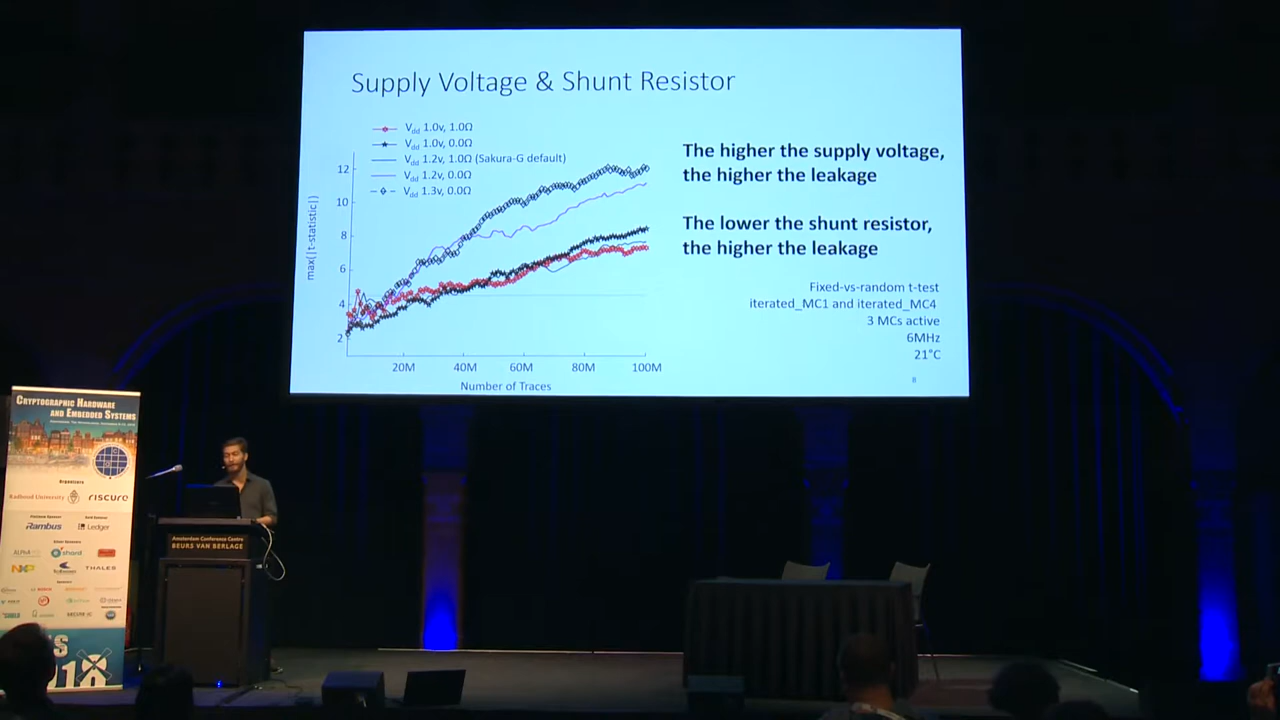 Supply Voltage & Shunt Resistor
Vdd 1.0v, 1.0Ω
Vdd 1.0v, 0.0Ω
Vdd 1.2v, 1.0Ω (Sakura-G default)
Vdd 1.2v, 0.0Ω
Vdd 1.3v, 0.0Ω
max(|t-statistic|)
12
10
8
6
4
2
20M 40M 60M 80M 100M
Number of Traces
The higher the supply voltage,
the higher the leakage
The lower the shunt resistor,
the higher the leakage
Fixed-vs-random t-test
iterated_MC1 and iterated_MC4
3 MCs active
6MHz
21°C
8
Cryptographic Hardware
and Embedded Systems
Organizers
Radboud University riscure
Rambus Ledger
shard
NXP THALES
Amsterdam Conference Centre
BEURS VAN BERLAGE